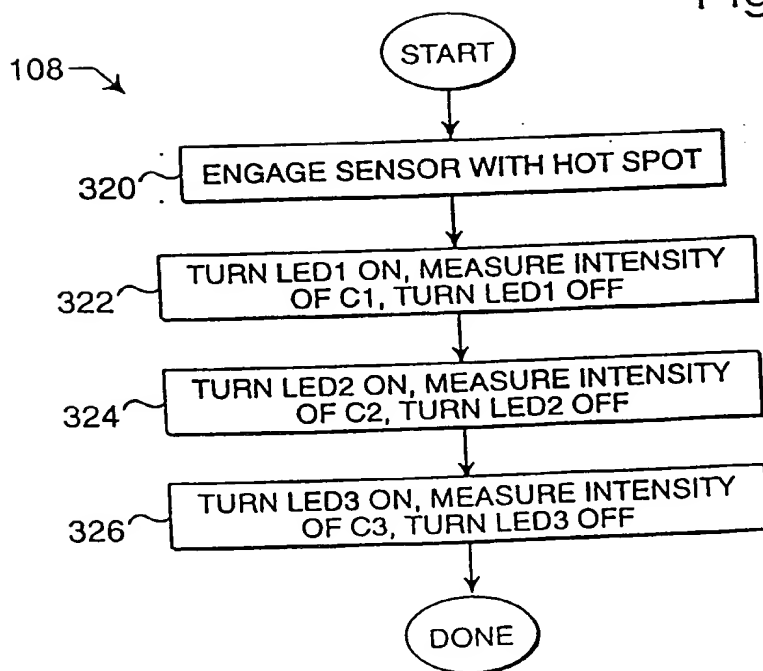 Fig
START
108
ENGAGE SENSOR WITH HOT SPOT
320
TURN LED1 ON, MEASURE INTENSITY
OF C1, TURN LED1 OFF
322
TURN LED2 ON, MEASURE INTENSITY
OF C2, TURN LED2 OFF
324
TURN LED3 ON, MEASURE INTENSITY
OF C3, TURN LED3 OFF
326
DONE